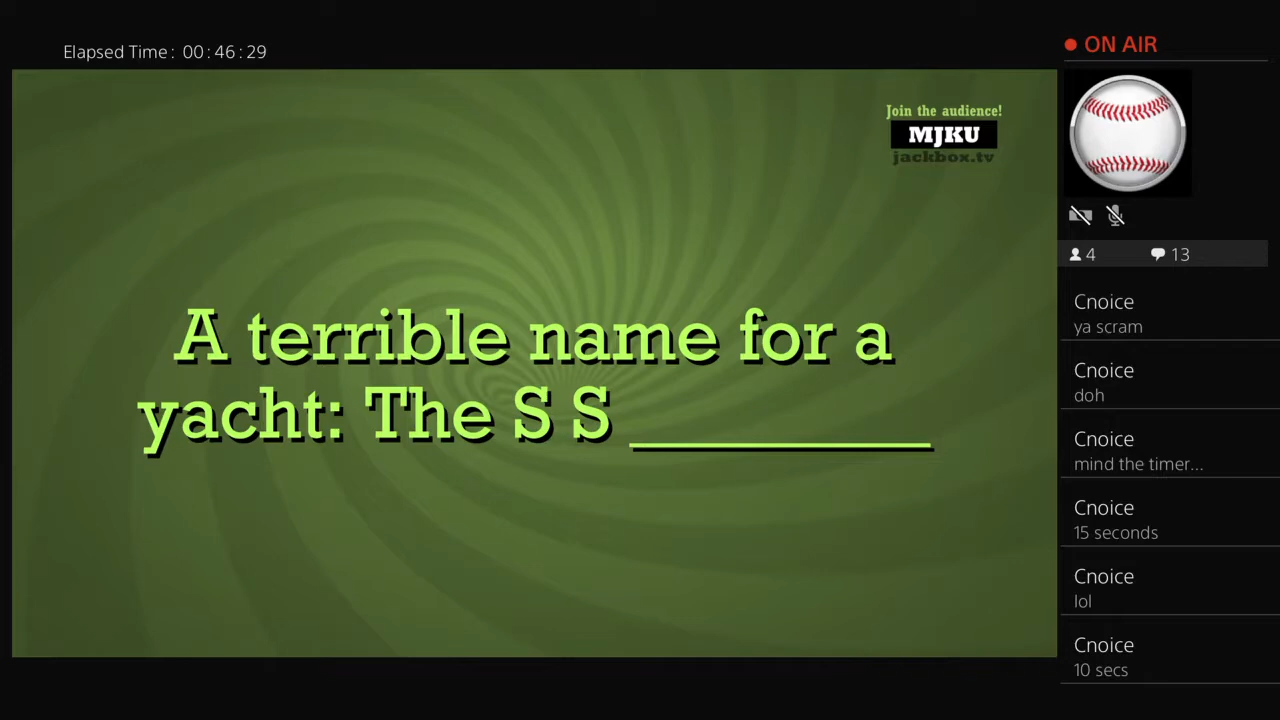 Elapsed Time: 00:46:29
ON AIR
Join the audience!
MJKU
jackbox.tv
4
13
A terrible name for a
yacht: The S S ________
Cnoice
ya scram
Cnoice
doh
Cnoice
mind the timer...
Cnoice
15 seconds
Cnoice
lol
Cnoice
10 secs